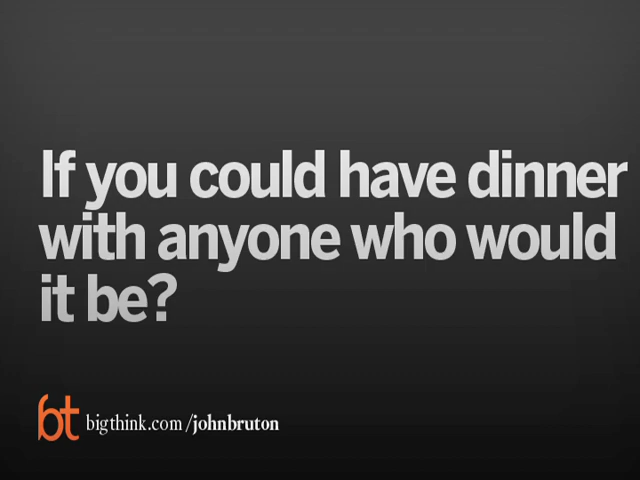 If you could have dinner
with anyone who would
it be?
bt bigthink.com/johnbruton